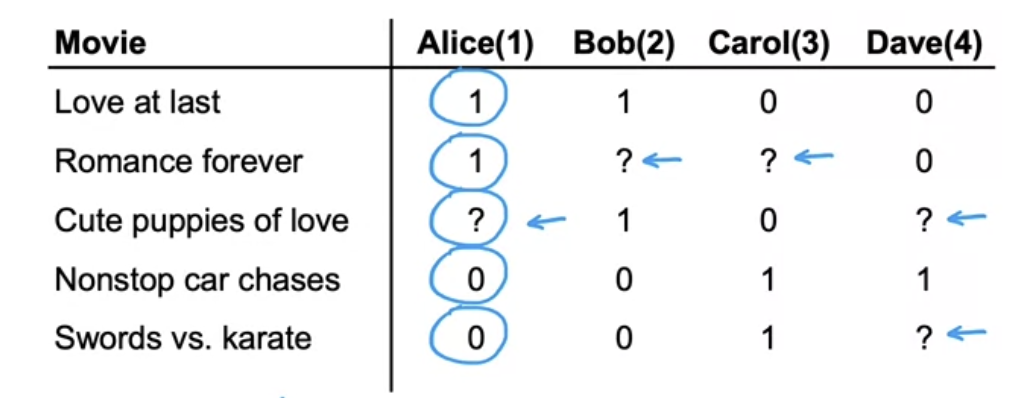 Movie Alice(1) Bob(2) Carol(3) Dave(4)
Love at last 1 1 0 0
Romance forever 1 ? ? 0
Cute puppies of love ? 1 0 ?
Nonstop car chases 0 0 1 1
Swords vs. karate 0 0 1 ?